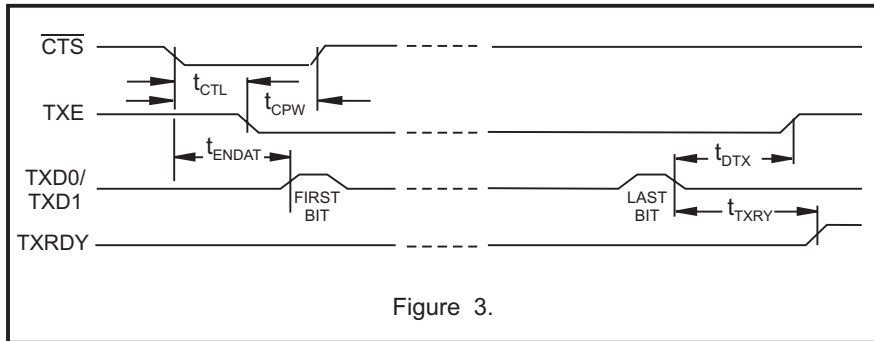 CTS
tCTL
tCPW
TXE
tENDAT
tDTX
TXD0/
TXD1
FIRST
BIT
LAST
BIT
tTXRY
TXRDY
Figure 3.